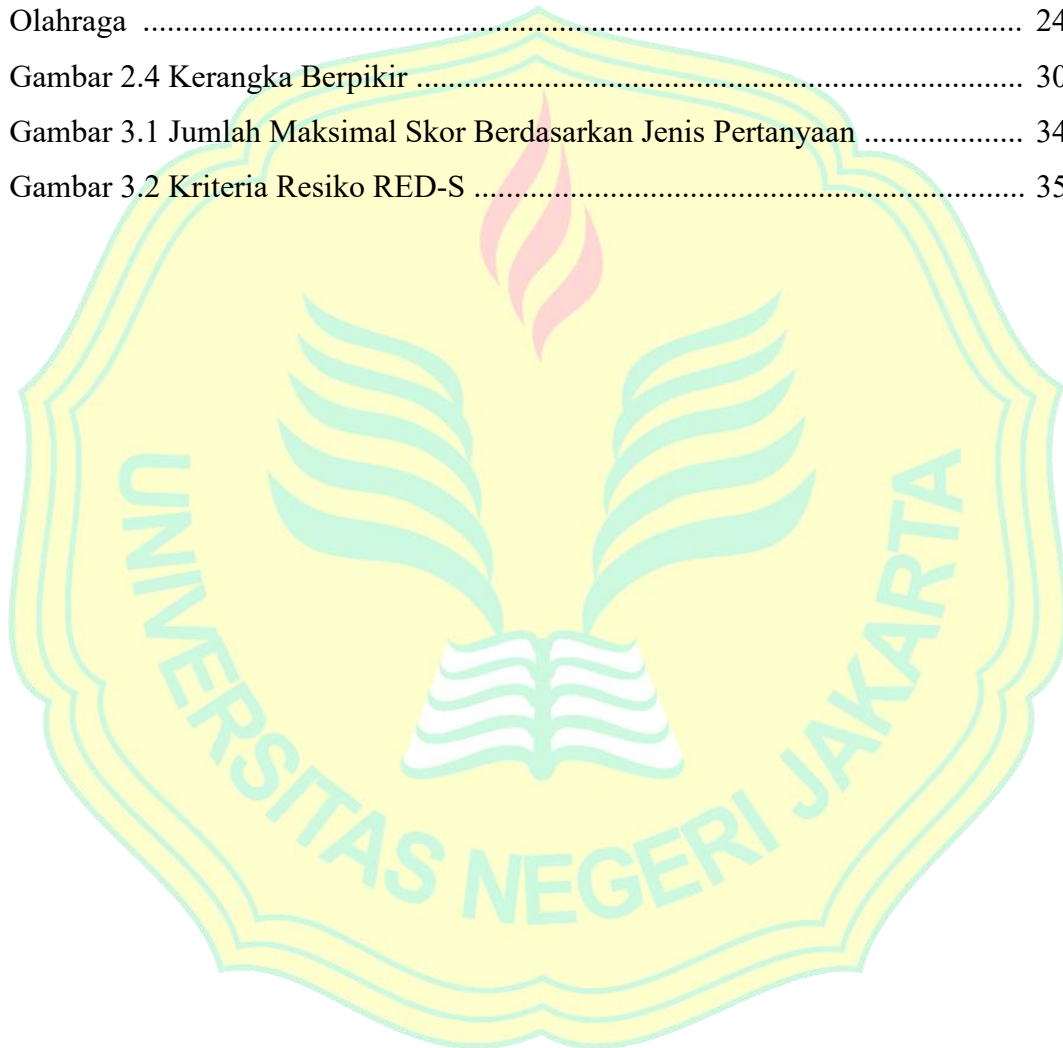 Olahraga ........................................................................................................................ 24
Gambar 2.4 Kerangka Berpikir ................................................................................... 30
Gambar 3.1 Jumlah Maksimal Skor Berdasarkan Jenis Pertanyaan ...................... 34
Gambar 3.2 Kriteria Resiko RED-S ........................................................................... 35
UNIVERSITAS NEGERI JAKARTA